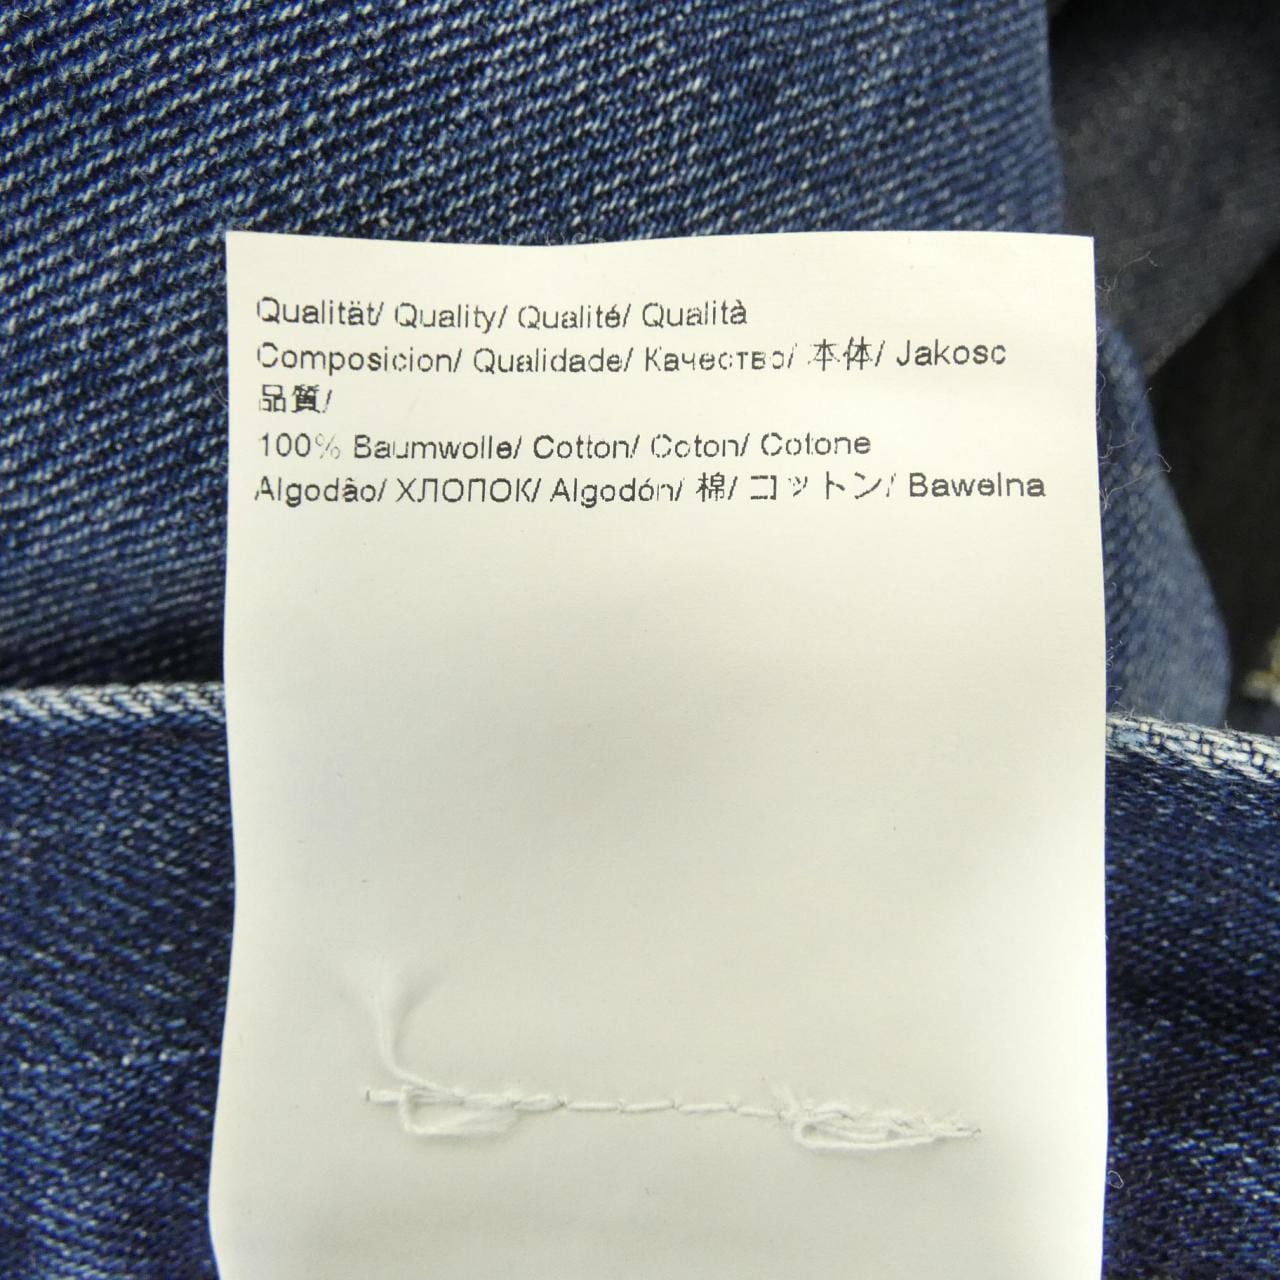 Qualität/ Quality/ Qualité/ Qualità
Composicion/ Qualidade/ Качество/ 本体/ Jakosc
品質/
100% Baumwolle/ Cotton/ Coton/ Cotone
Algodão/ ХЛОПОК/ Algodón/ 棉/ コットン/ Bawelna